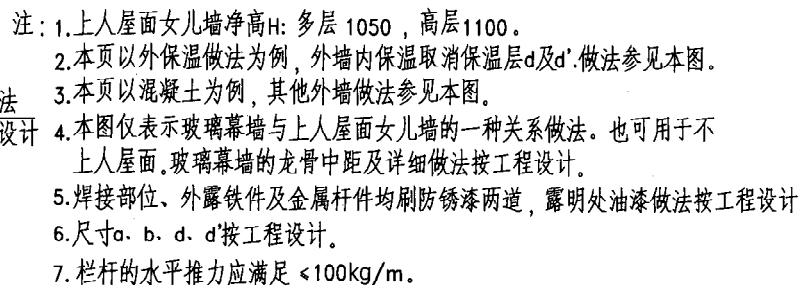 注：1.上人屋面女儿墙净高H：多层 1050，高层1100。
2.本页以外保温做法为例，外墙内保温取消保温层d及d'.做法参见本图。
3.本页以混凝土为例，其他外墙做法参见本图。
法
设计
4.本图仅表示玻璃幕墙与上人屋面女儿墙的一种关系做法。也可用于不
上人屋面。玻璃幕墙的龙骨中距及详细做法按工程设计。
5.焊接部位、外露铁件及金属杆件均刷防锈漆两道，露明处油漆做法按工程设计
6.尺寸a、b、d、d'按工程设计。
7.栏杆的水平推力应满足 ≤100kg/m。